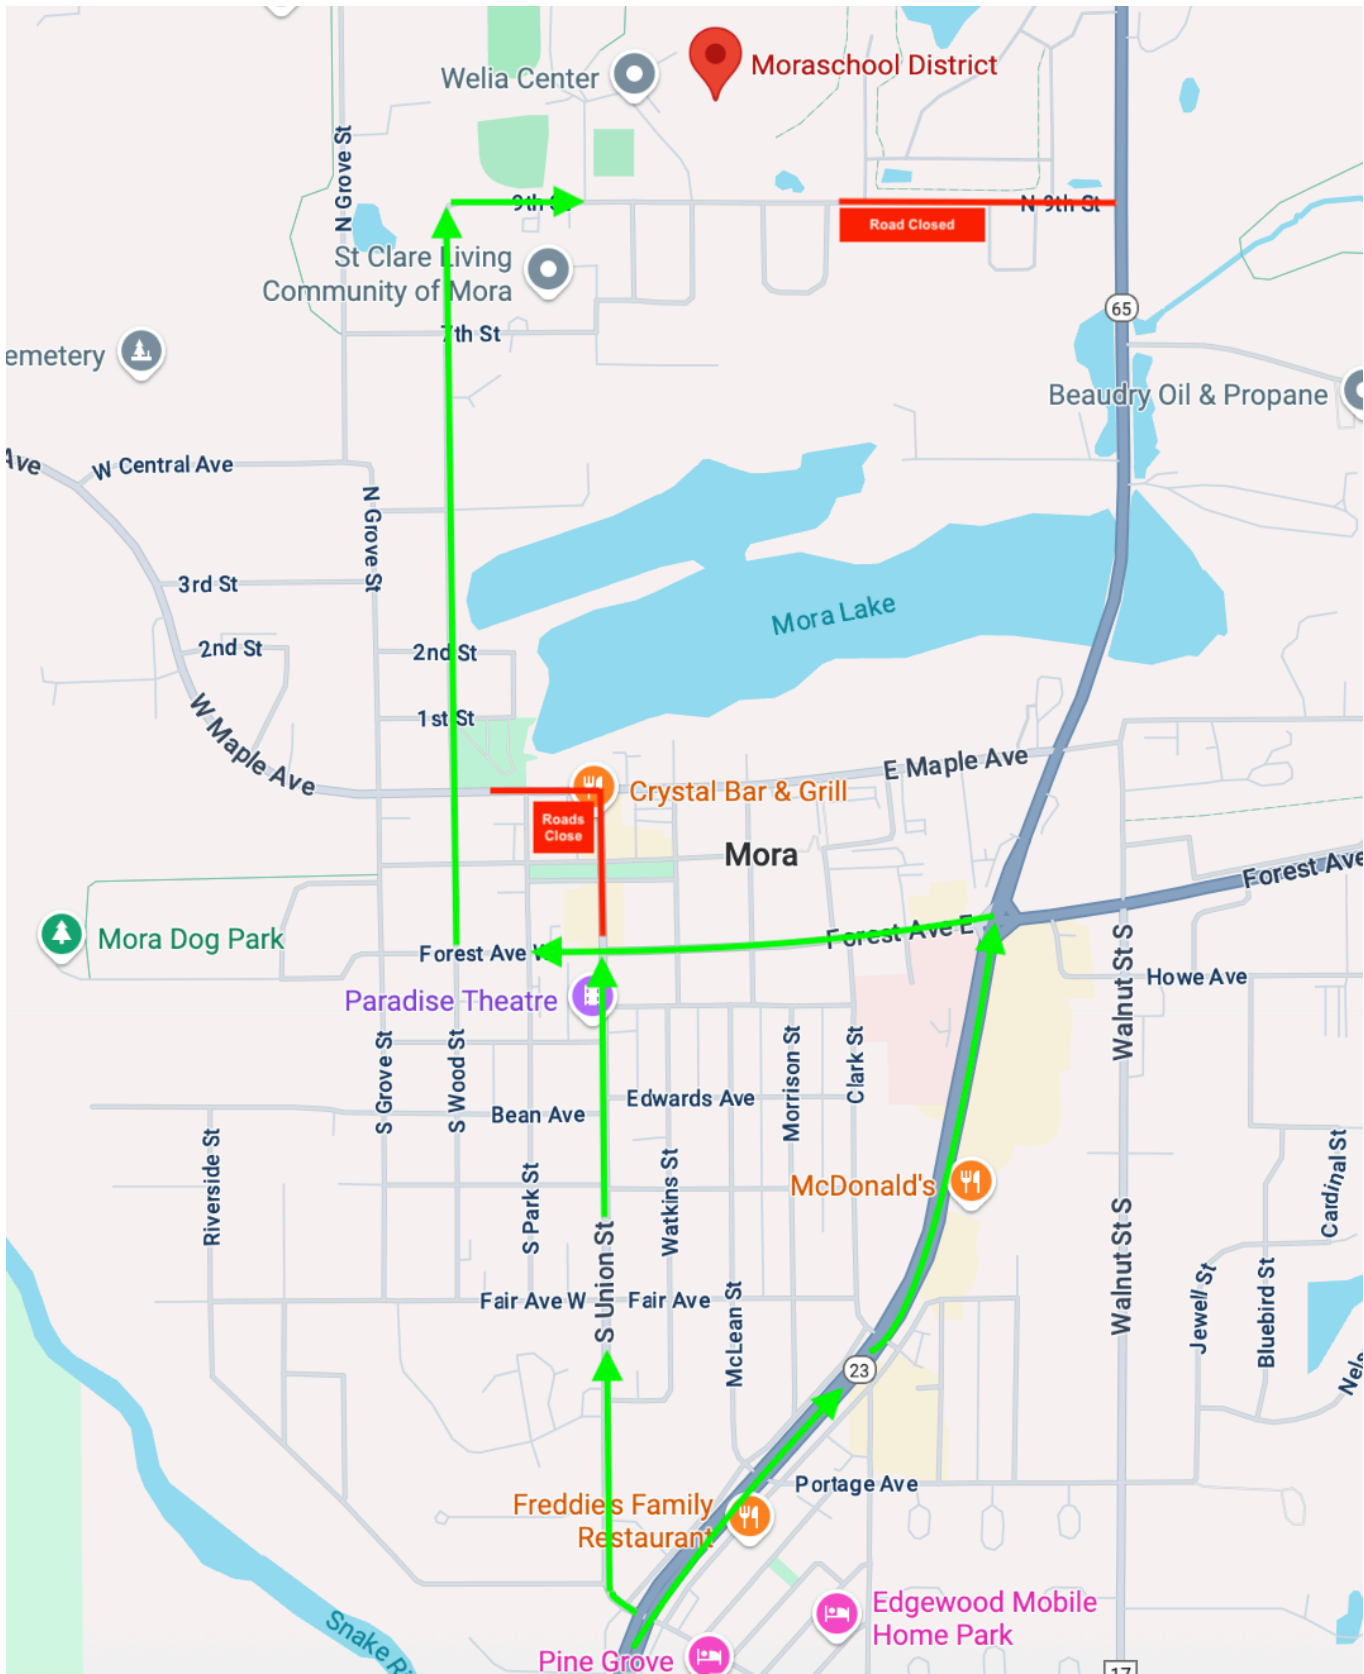 Welia Center
Moraschool District
N Grove St
9th St
N 9th St
Road Closed
St Clare Living
Community of Mora
65
7th St
emetery
Beaudry Oil & Propane
Ave
W Central Ave
N Grove St
3rd St
Mora Lake
2nd St
2nd St
1st St
W Maple Ave
E Maple Ave
Crystal Bar & Grill
Roads
Close
Mora
Forest Ave
Mora Dog Park
Forest Ave W
Forest Ave E
Howe Ave
Paradise Theatre
Walnut St S
S Grove St
S Wood St
Morrison St
Clark St
Edwards Ave
Bean Ave
Riverside St
S Park St
Watkins St
McDonald's
Cardinal St
Walnut St S
S Union St
Fair Ave W
Fair Ave
McLean St
Jewell St
Bluebird St
Nels
23
Portage Ave
Freddie's Family
Restaurant
Edgewood Mobile
Home Park
Snake Ri
Pine Grove
17